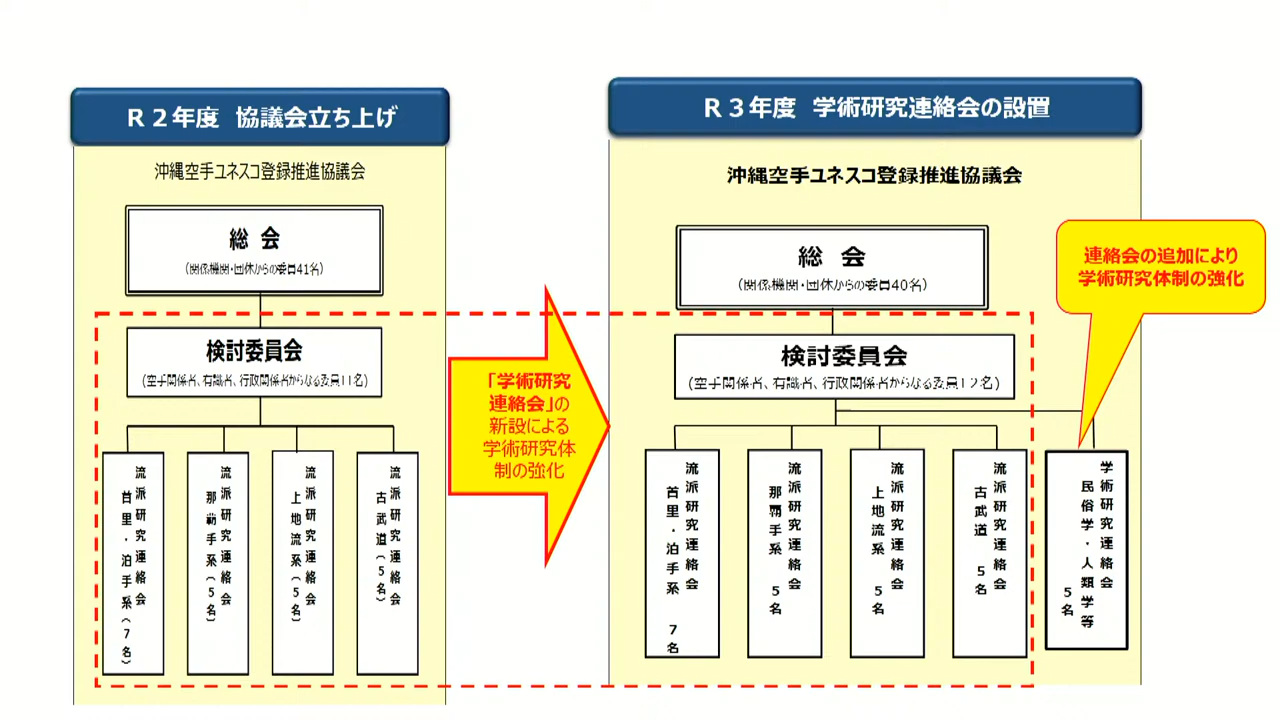 R2年度 協議会立ち上げ
沖縄空手ユネスコ登録推進協議会
総 会
(関係機関・団体からの委員41名)
検討委員会
(空手関係者、有識者、行政関係者からなる委員11名)
流派研究連絡会
首里・泊手系(7名)
流派研究連絡会
那覇手系(5名)
流派研究連絡会
上地流系(5名)
流派研究連絡会
古武道(5名)
「学術研究
連絡会」の
新設による
学術研究体
制の強化
R3年度 学術研究連絡会の設置
沖縄空手ユネスコ登録推進協議会
総 会
(関係機関・団体からの委員40名)
検討委員会
(空手関係者、有識者、行政関係者からなる委員12名)
流派研究連絡会
首里・泊手系 7名
流派研究連絡会
那覇手系 5名
流派研究連絡会
上地流系 5名
流派研究連絡会
古武道 5名
学術研究連絡会
民俗学・人類学等
5名
連絡会の追加により
学術研究体制の強化